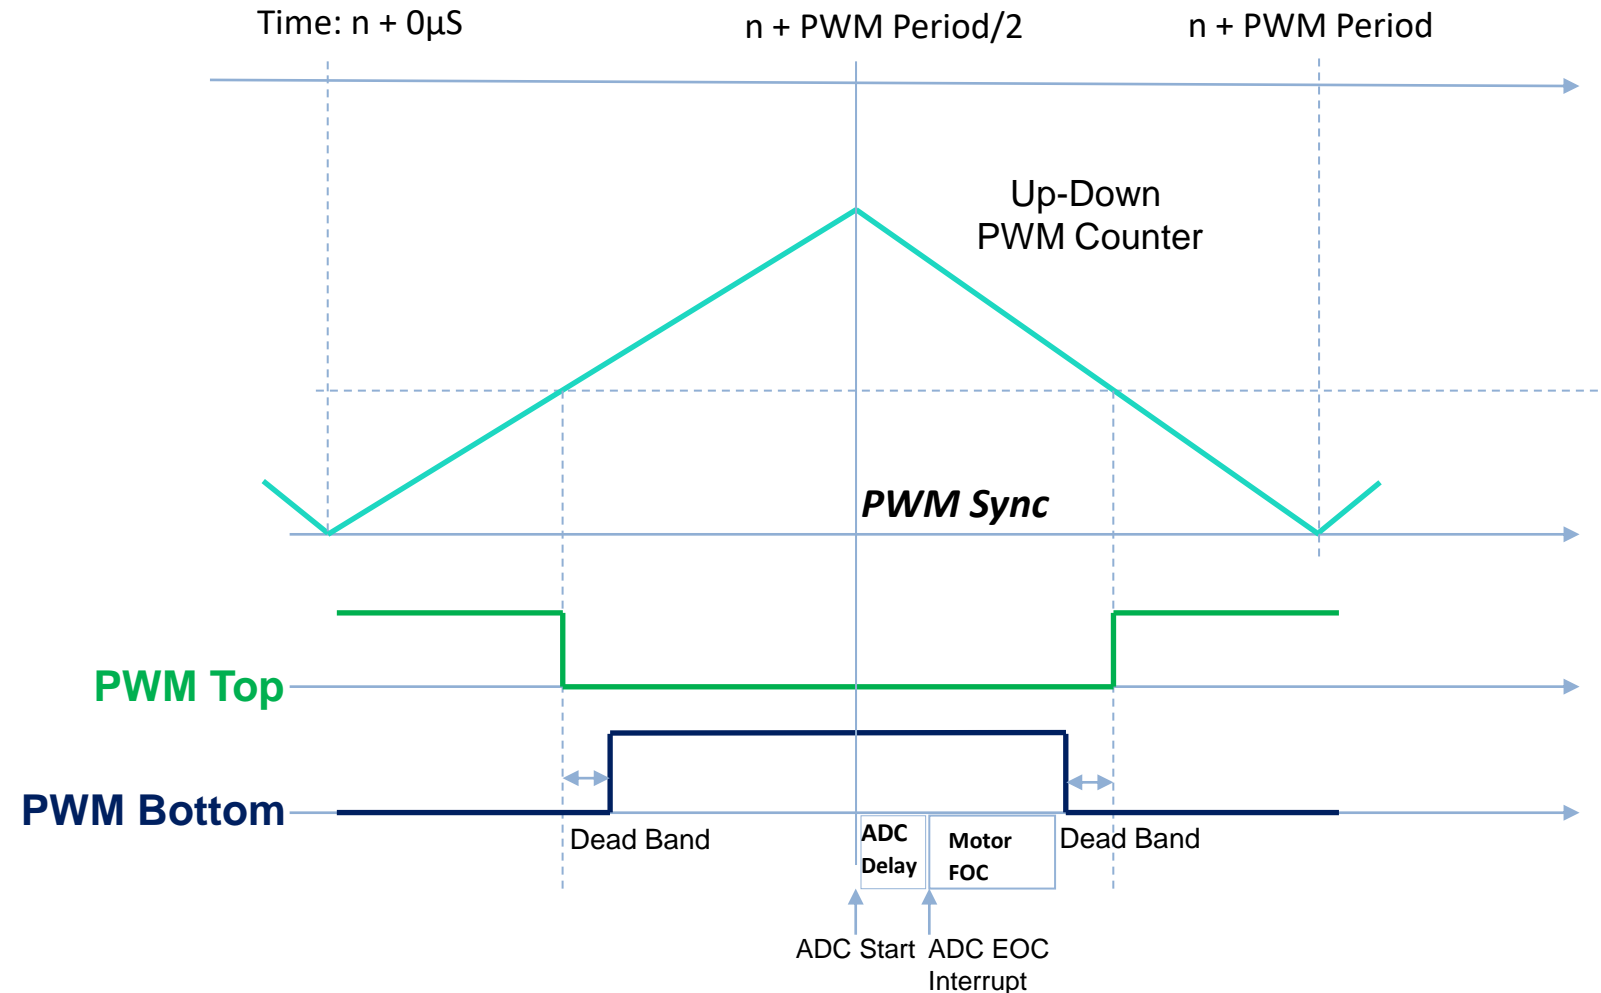 Time: n + 0µS
n + PWM Period/2
n + PWM Period
Up-Down
PWM Counter
PWM Sync
PWM Top
PWM Bottom
Dead Band
ADC
Delay
Motor
FOC
Dead Band
ADC Start
ADC EOC
Interrupt